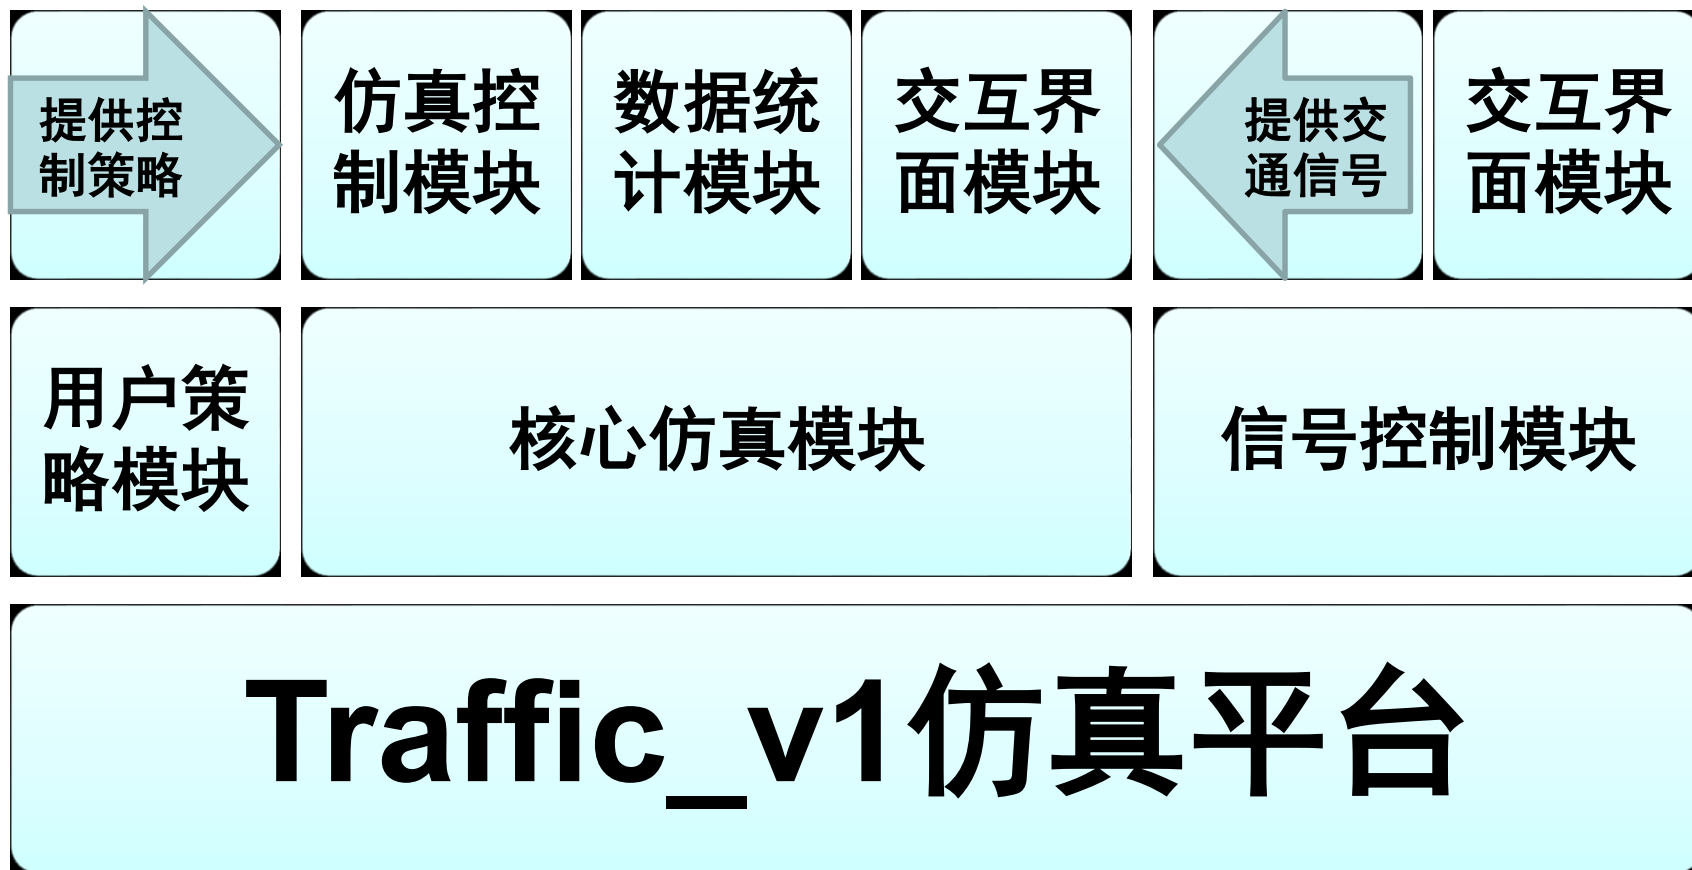 提供控
制策略
仿真控
制模块
数据统
计模块
交互界
面模块
提供交
通信号
交互界
面模块
用户策
略模块
核心仿真模块
信号控制模块
Traffic_v1仿真平台